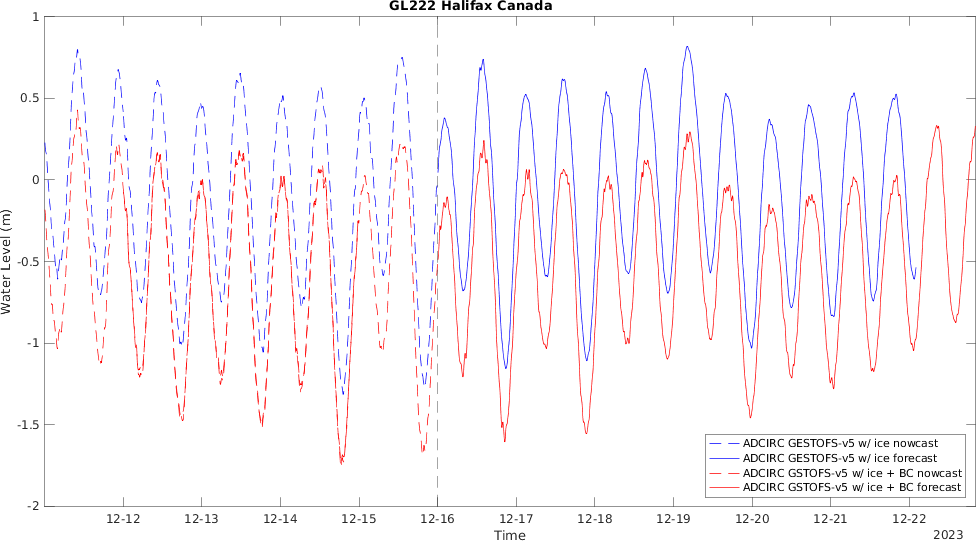 GL222 Halifax Canada
1
0.5
0
-0.5
-1
-1.5
-2
Water Level (m)
ADCIRC GESTOFS-v5 w/ ice nowcast
ADCIRC GESTOFS-v5 w/ ice forecast
ADCIRC GSTOFS-v5 w/ ice + BC nowcast
ADCIRC GSTOFS-v5 w/ ice + BC forecast
12-12 12-13 12-14 12-15 12-16 12-17 12-18 12-19 12-20 12-21 12-22
Time
2023